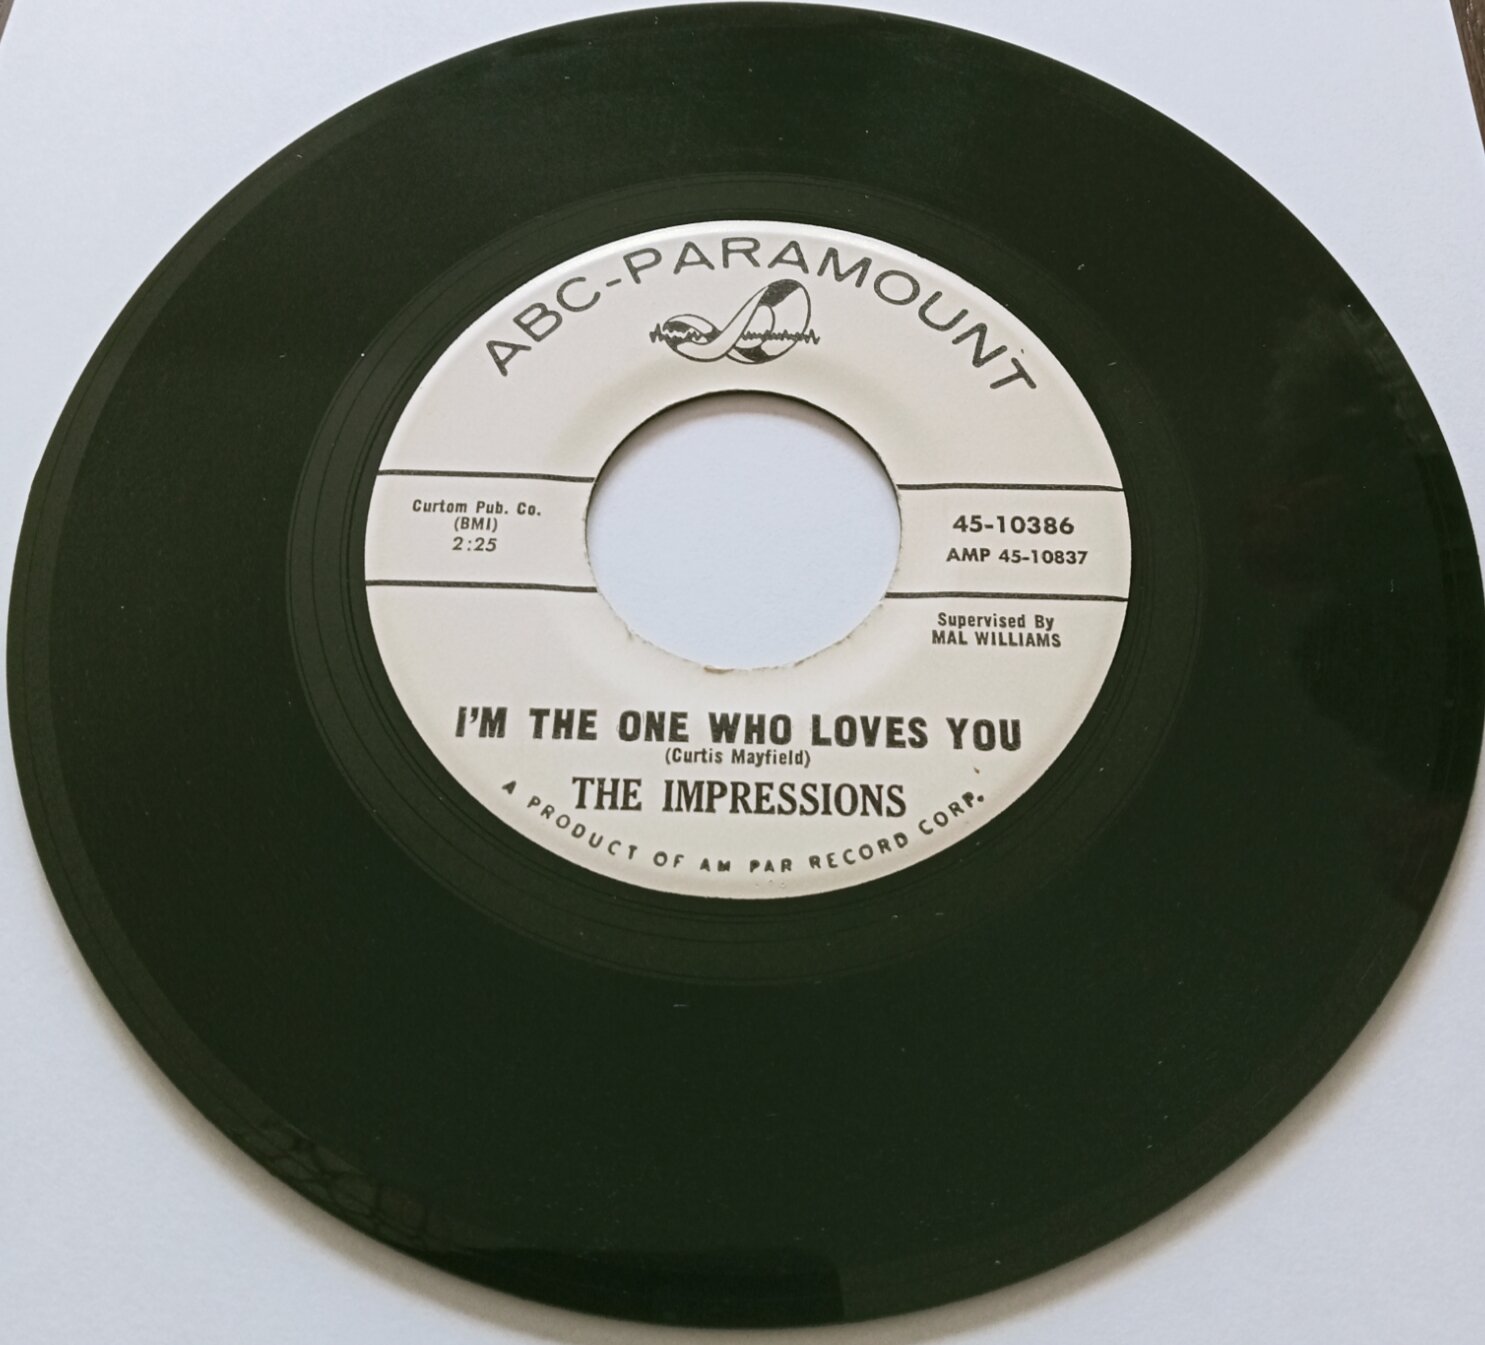 ABC-PARAMOUNT
Curtom Pub. Co.
(BMI)
2:25
45-10386
AMP 45-10837
Supervised By
MAL WILLIAMS
I'M THE ONE WHO LOVES YOU
(Curtis Mayfield)
THE IMPRESSIONS
A PRODUCT OF AM PAR RECORD CORP.